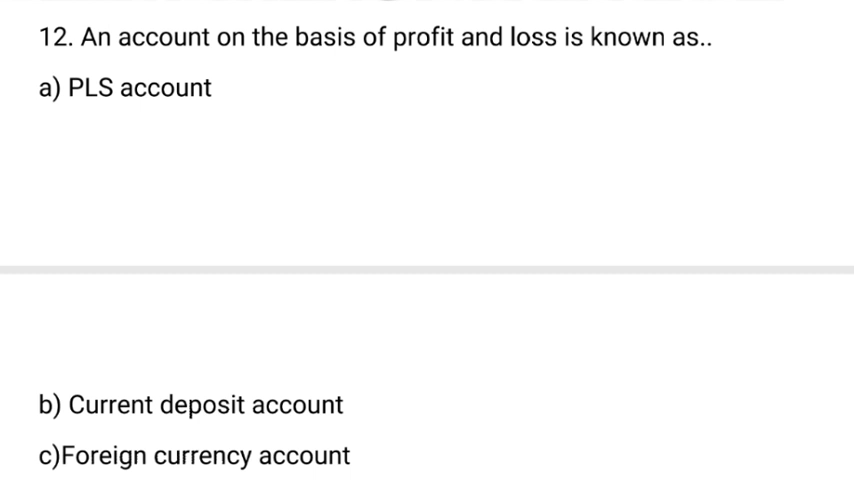 12. An account on the basis of profit and loss is known as..
a) PLS account
b) Current deposit account
c)Foreign currency account